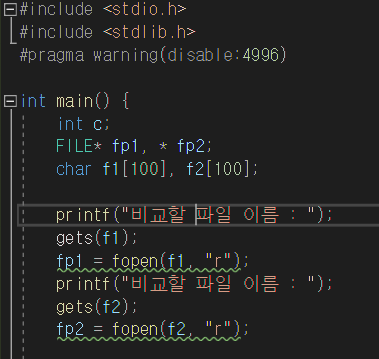 #include <stdio.h>
#include <stdlib.h>
#pragma warning(disable:4996)
int main() {
int c;
FILE* fp1, * fp2;
char f1[100], f2[100];
printf("비교할 파일 이름 : ");
gets(f1);
fp1 = fopen(f1, "r");
printf("비교할 파일 이름 : ");
gets(f2);
fp2 = fopen(f2, "r");